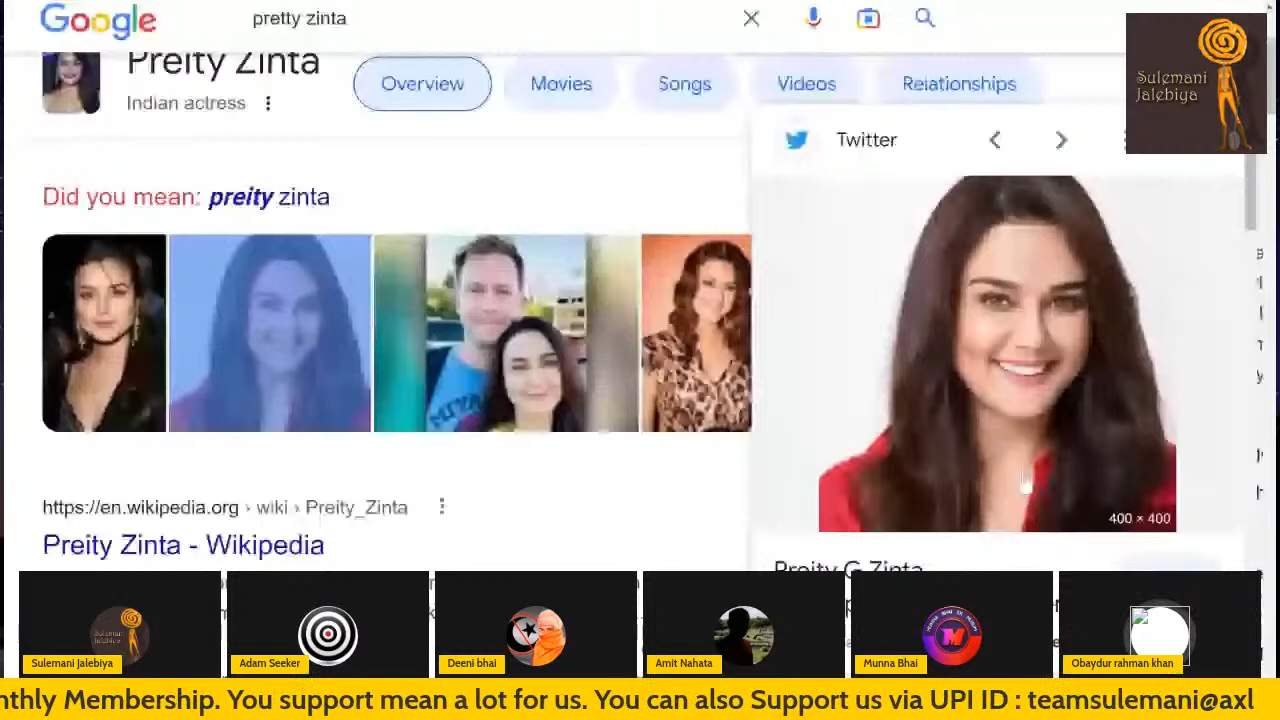 Google
pretty zinta
Preity Zinta
Indian actress
Overview
Movies
Songs
Videos
Relationships
Sulemani
Jalebiya
Twitter
Did you mean: preity zinta
400 × 400
https://en.wikipedia.org › wiki › Preity_Zinta
Preity Zinta - Wikipedia
Preity G Zinta
Sulemani Jalebiya
Adam Seeker
Deeni bhai
Amit Nahata
Munna Bhai
Obaydur rahman khan
nthly Membership. You support mean a lot for us. You can also Support us via UPI ID : teamsulemani@axl